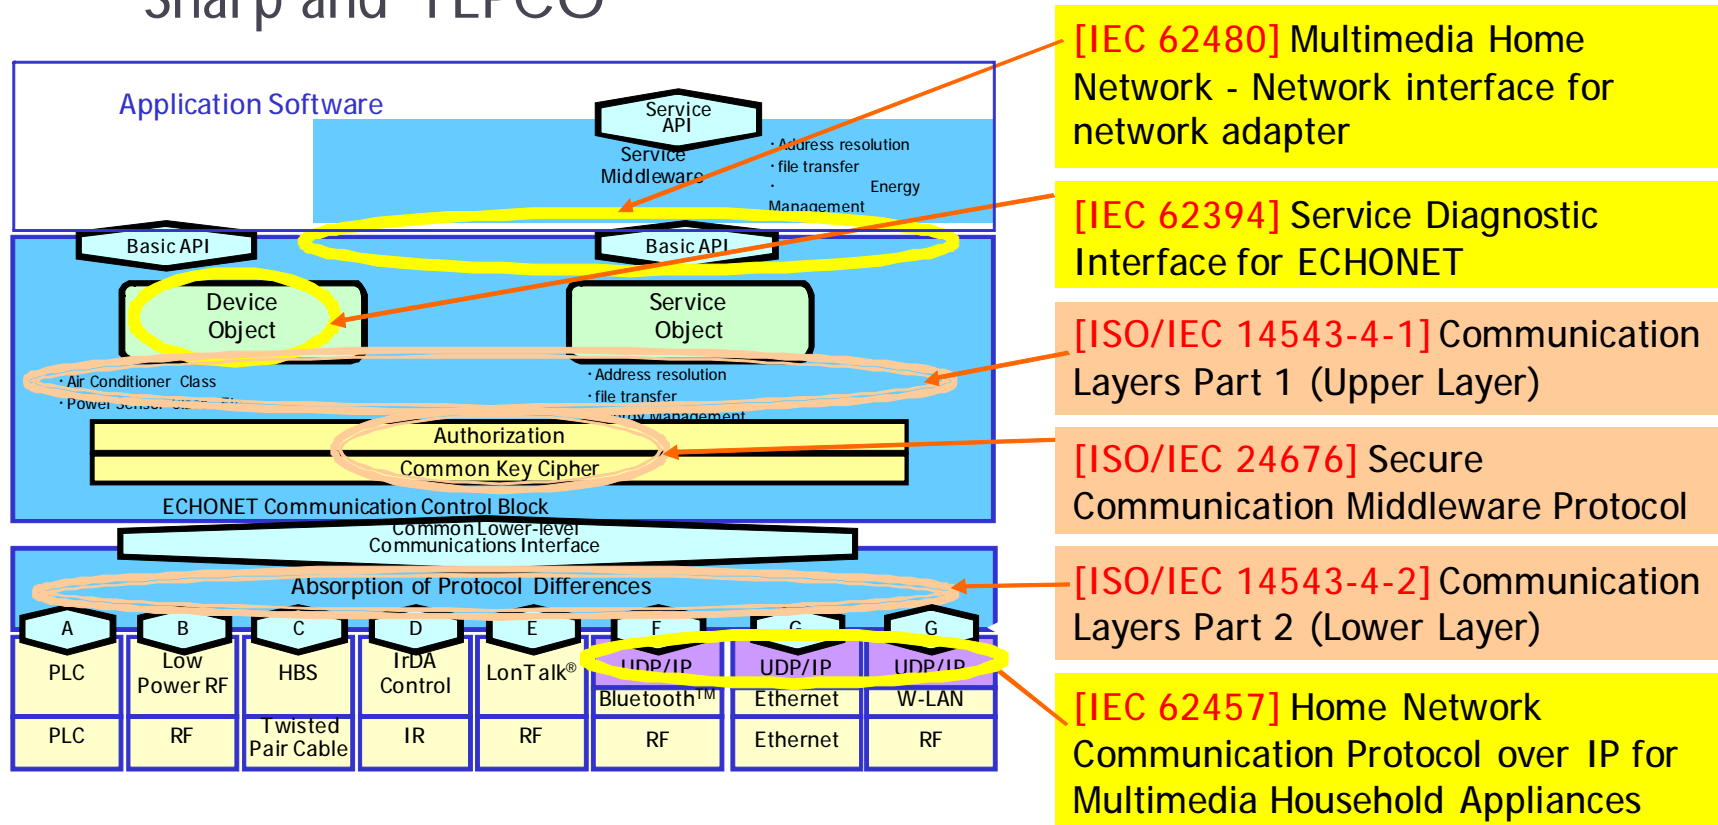 Sharp and TEPCO
Application Software
Service
API
Service
Middleware
・Address resolution
・file transfer
・ Energy
Management
Basic API
Basic API
Device
Object
Service
Object
・Air Conditioner Class
・Power Sensor
・Address resolution
・file transfer
Management
Authorization
Common Key Cipher
ECHONET Communication Control Block
Common Lower-level
Communications Interface
Absorption of Protocol Differences
A B C D E F G G
PLC
Low
Power RF
HBS
IrDA
Control
LonTalk®
UDP/IP
UDP/IP
UDP/IP
Bluetooth™
Ethernet
W-LAN
PLC
RF
Twisted
Pair Cable
IR
RF
RF
Ethernet
RF
[IEC 62480] Multimedia Home
Network - Network interface for
network adapter
[IEC 62394] Service Diagnostic
Interface for ECHONET
[ISO/IEC 14543-4-1] Communication
Layers Part 1 (Upper Layer)
[ISO/IEC 24676] Secure
Communication Middleware Protocol
[ISO/IEC 14543-4-2] Communication
Layers Part 2 (Lower Layer)
[IEC 62457] Home Network
Communication Protocol over IP for
Multimedia Household Appliances